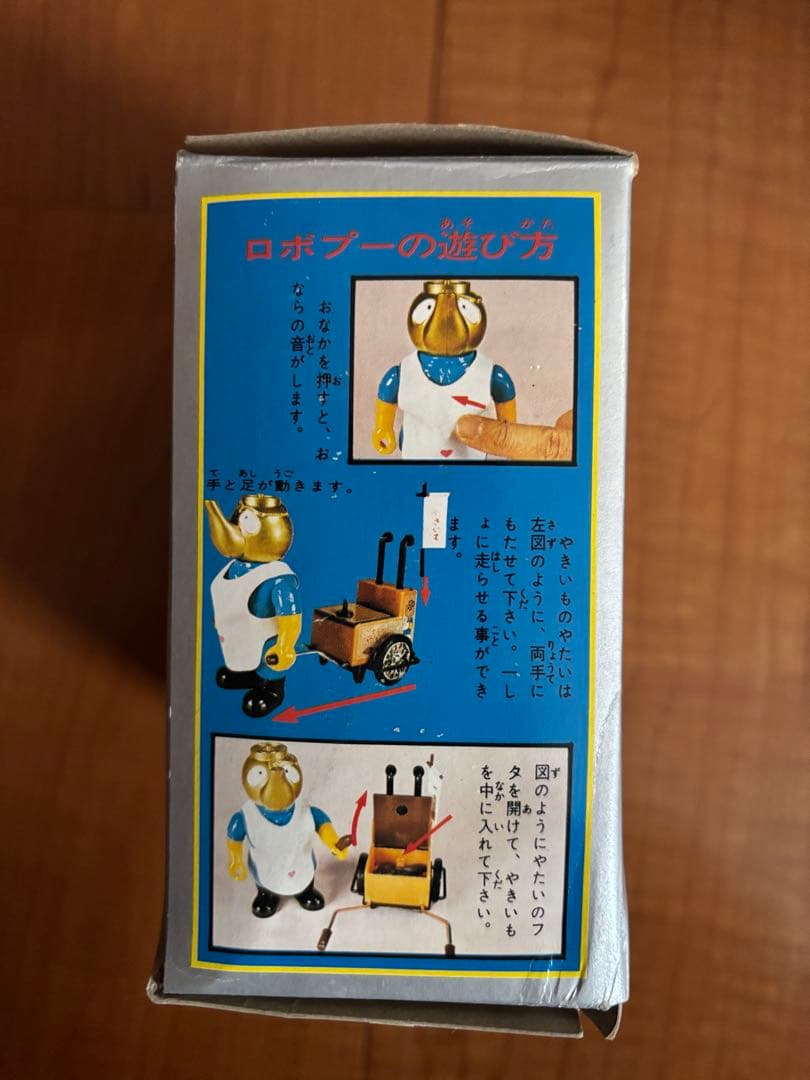 ロボプーの遊び方
おなかを押すと、お
ならの音がします。
手と足が動きます。
やきいものやたいは
左図のように、両手に
もたせて下さい。一し
ょに走らせる事ができ
ます。
図のようにやたいのフ
タを開けて、やきいも
を中に入れて下さい。